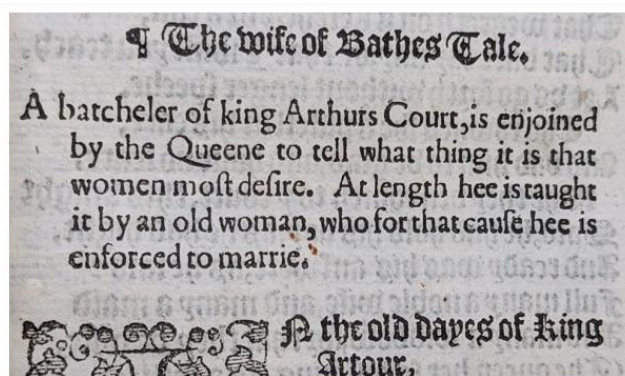 ¶ The wife of Bathes Tale.
A batcheler of king Arthurs Court, is enjoined
by the Queene to tell what thing it is that
women moſt deſire. At length hee is taught
it by an old woman, who for that cauſe hee is
enforced to marrie.
N the old dayes of King
Artour,